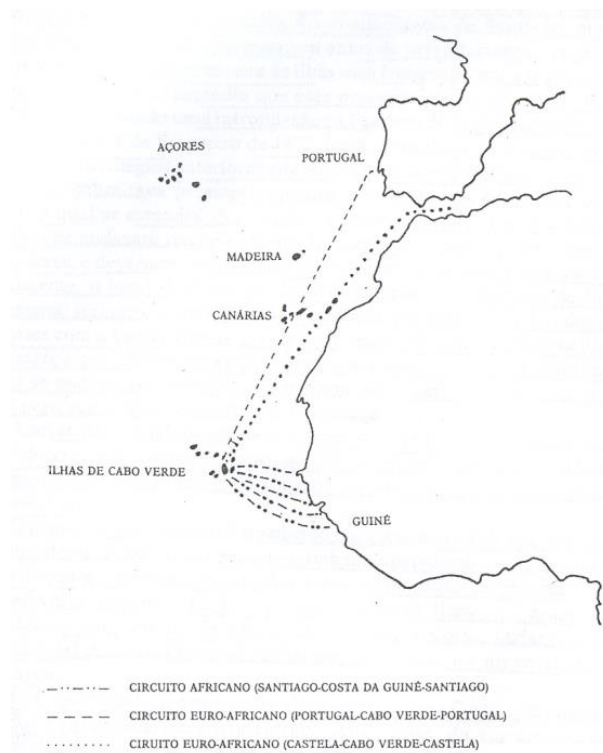 AÇORES
PORTUGAL
MADEIRA
CANÁRIAS
ILHAS DE CABO VERDE
GUINÉ
CIRCUITO AFRICANO (SANTIAGO-COSTA DA GUINÉ-SANTIAGO)
CIRCUITO EURO-AFRICANO (PORTUGAL-CABO VERDE-PORTUGAL)
CIRUITO EURO-AFRICANO (CASTELA-CABO VERDE-CASTELA)